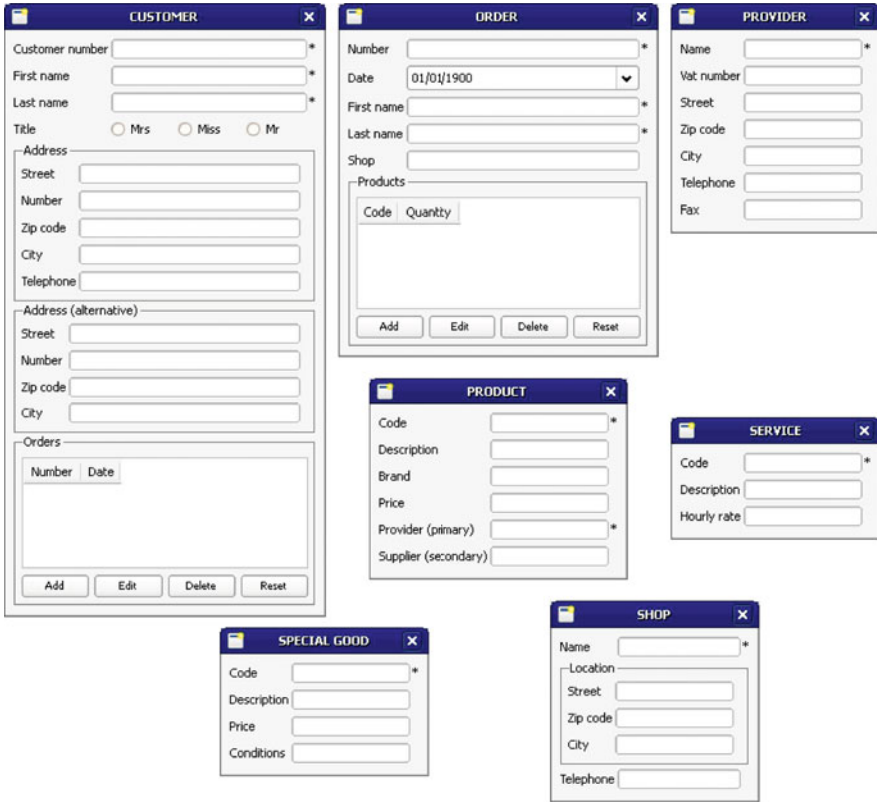 CUSTOMER
Customer number *
First name *
Last name *
Title Mrs Miss Mr
Address
Street
Number
Zip code
City
Telephone
Address (alternative)
Street
Number
Zip code
City
Orders
Number Date
Add Edit Delete Reset
ORDER
Number *
Date 01/01/1900
First name *
Last name *
Shop
Products
Code Quantty
Add Edit Delete Reset
PROVIDER
Name *
Vat number
Street
Zip code
City
Telephone
Fax
PRODUCT
Code *
Description
Brand
Price
Provider (primary) *
Supplier (secondary)
SERVICE
Code *
Description
Hourly rate
SPECIAL GOOD
Code *
Description
Price
Conditions
SHOP
Name *
Location
Street
Zip code
City
Telephone